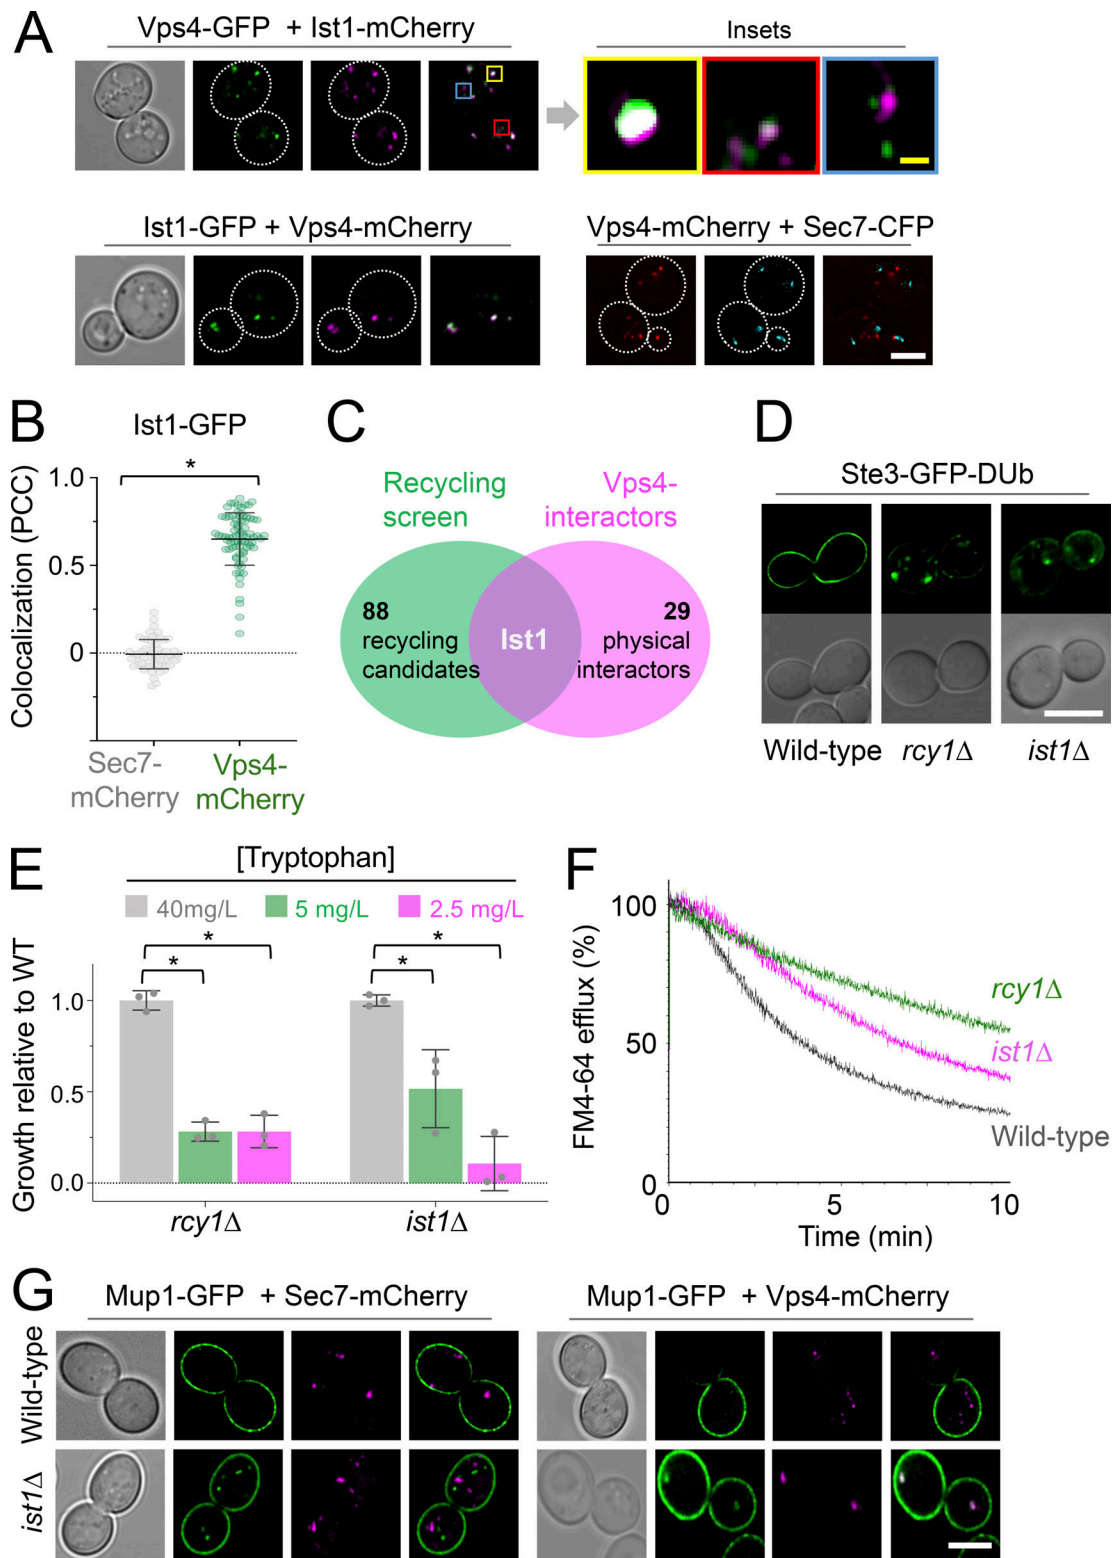 A
Vps4-GFP + Ist1-mCherry
Insets
Ist1-GFP + Vps4-mCherry
Vps4-mCherry + Sec7-CFP
B
Ist1-GFP
*
Colocalization (PCC)
1.0
0.5
0
Sec7-
mCherry
Vps4-
mCherry
C
Recycling
screen
Vps4-
interactors
88
recycling
candidates
Ist1
29
physical
interactors
D
Ste3-GFP-DUb
Wild-type
rcy1Δ
ist1Δ
E
[Tryptophan]
40mg/L
5 mg/L
2.5 mg/L
*
*
*
*
Growth relative to WT
1.0
0.5
0.0
rcy1Δ
ist1Δ
F
FM4-64 efflux (%)
100
50
0
rcy1Δ
ist1Δ
Wild-type
0
5
10
Time (min)
G
Mup1-GFP + Sec7-mCherry
Mup1-GFP + Vps4-mCherry
Wild-type
ist1Δ